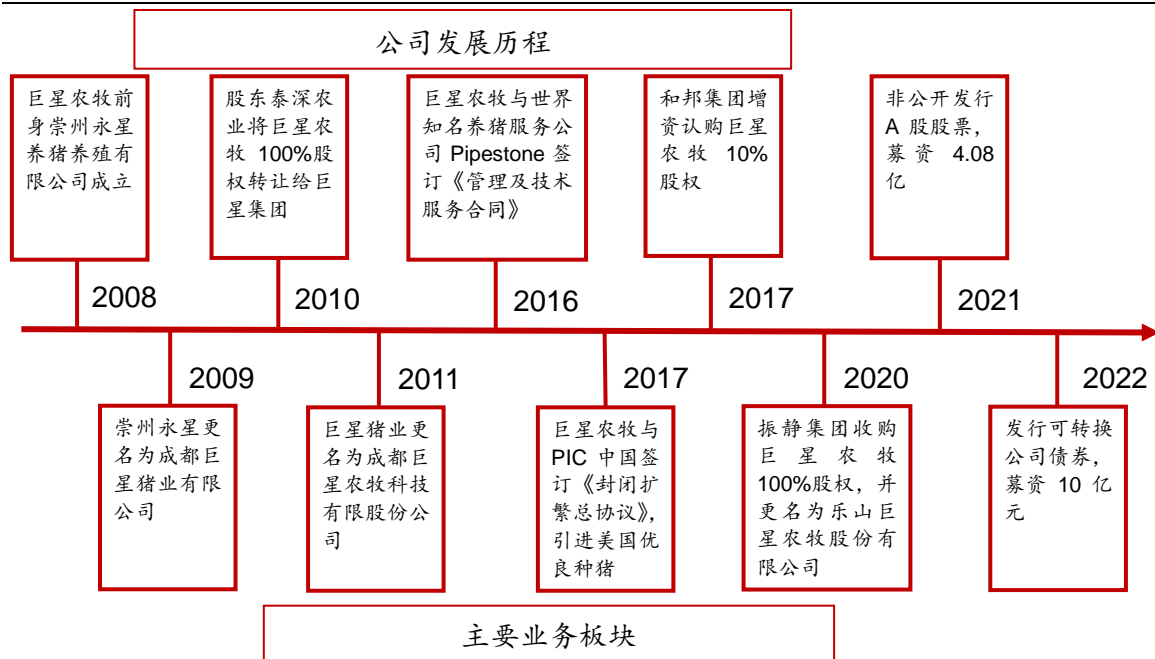 公司发展历程
巨星农牧前
身崇州永星
养猪养殖有
限公司成立
股东泰深农
业将巨星农
牧 100%股
权转让给巨
星集团
巨星农牧与世界
知名养猪服务公
司 Pipestone 签
订《管理及技术
服务合同》
和邦集团增
资认购巨星
农牧 10%
股权
非公开发行
A 股股票，
募资 4.08
亿
2008
2010
2016
2017
2021
2009
2011
2017
2020
2022
崇州永星更
名为成都巨
星猪业有限
公司
巨星猪业更
名为成都巨
星农牧科技
有限股份公
司
巨星农牧与
PIC 中国签
订《封闭扩
繁总协议》，
引进美国优
良种猪
振静集团收购
巨星农牧
100%股权，并
更名为乐山巨
星农牧股份有
限公司
发行可转换
公司债券，
募资 10 亿
元
主要业务板块